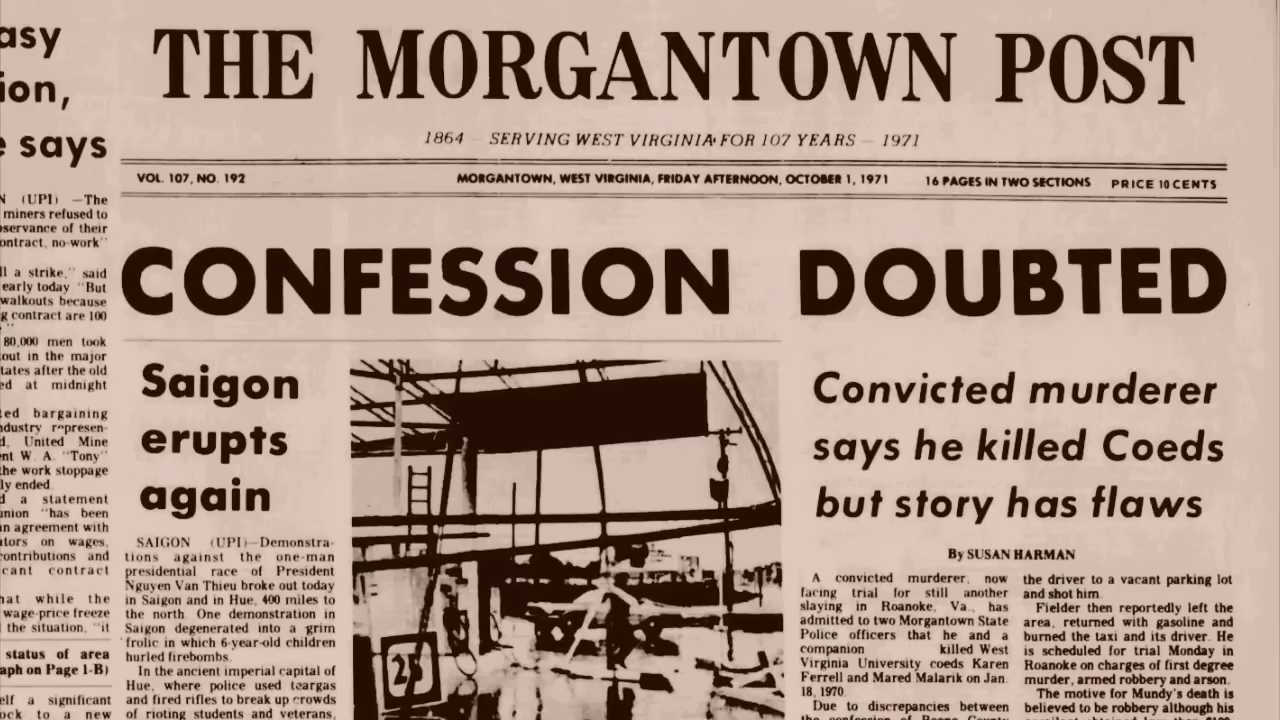 asy
ion,
e says
N (UPI) —The
miners refused to
servance of their
ontract, no-work"
ll a strike," said
early today "But
walkouts because
g contract are 100
80,000 men took
out in the major
tates after the old
ed at midnight
ted bargaining
ndustry represen-
d, United Mine
ent W. A. "Tony"
the work stoppage
ly ended.
d a statement
union "has been
an agreement with
ators on wages,
contributions and
cant contract
hat while the
wage-price freeze
the situation, "it
status of area
aph on Page 1-B)
elf a significant
ock to a new
THE MORGANTOWN POST
1864 — SERVING WEST VIRGINIA FOR 107 YEARS — 1971
VOL. 107, NO. 192 MORGANTOWN, WEST VIRGINIA, FRIDAY AFTERNOON, OCTOBER 1, 1971 16 PAGES IN TWO SECTIONS PRICE 10 CENTS
CONFESSION DOUBTED
Saigon
erupts
again
SAIGON (UPI)—Demonstra-
tions against the one-man
presidential race of President
Nguyen Van Thieu broke out today
in Saigon and in Hue, 400 miles to
the north. One demonstration in
Saigon degenerated into a grim
frolic in which 6-year-old children
hurled firebombs.
In the ancient imperial capital of
Hue, where police used teargas
and fired rifles to break up crowds
of rioting students and veterans,
25
Convicted murderer
says he killed Coeds
but story has flaws
By SUSAN HARMAN
A convicted murderer, now
facing trial for still another
slaying in Roanoke, Va., has
admitted to two Morgantown State
Police officers that he and a
companion killed West
Virginia University coeds Karen
Ferrell and Mared Malarik on Jan.
18, 1970.
Due to discrepancies between
the confession of Boone County
the driver to a vacant parking lot
and shot him.
Fielder then reportedly left the
area, returned with gasoline and
burned the taxi and its driver. He
is scheduled for trial Monday in
Roanoke on charges of first degree
murder, armed robbery and arson.
The motive for Mundy's death is
believed to be robbery although his